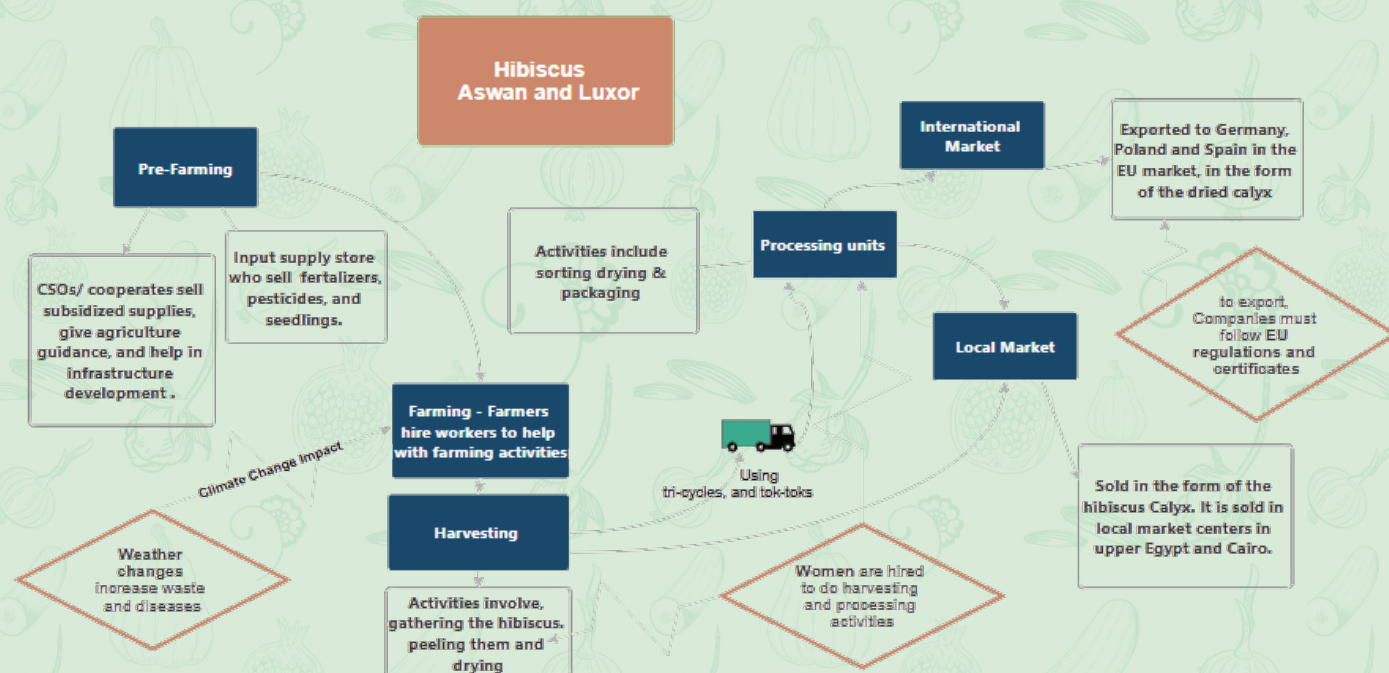 Hibiscus
Aswan and Luxor
Pre-Farming
CSOs/ cooperates sell
subsidized supplies,
give agriculture
guidance, and help in
infrastructure
development .
Input supply store
who sell fertalizers,
pesticides, and
seedlings.
Farming - Farmers
hire workers to help
with farming activities
Climate Change Impact
Weather
changes
increase waste
and diseases
Harvesting
Activities involve,
gathering the hibiscus.
peeling them and
drying
Using
tri-cycles, and tok-toks
Women are hired
to do harvesting
and processing
activities
Activities include
sorting drying &
packaging
Processing units
International
Market
Exported to Germany,
Poland and Spain in the
EU market, in the form
of the dried calyx
to export,
Companies must
follow EU
regulations and
certificates
Local Market
Sold in the form of the
hibiscus Calyx. It is sold in
local market centers in
upper Egypt and Cairo.